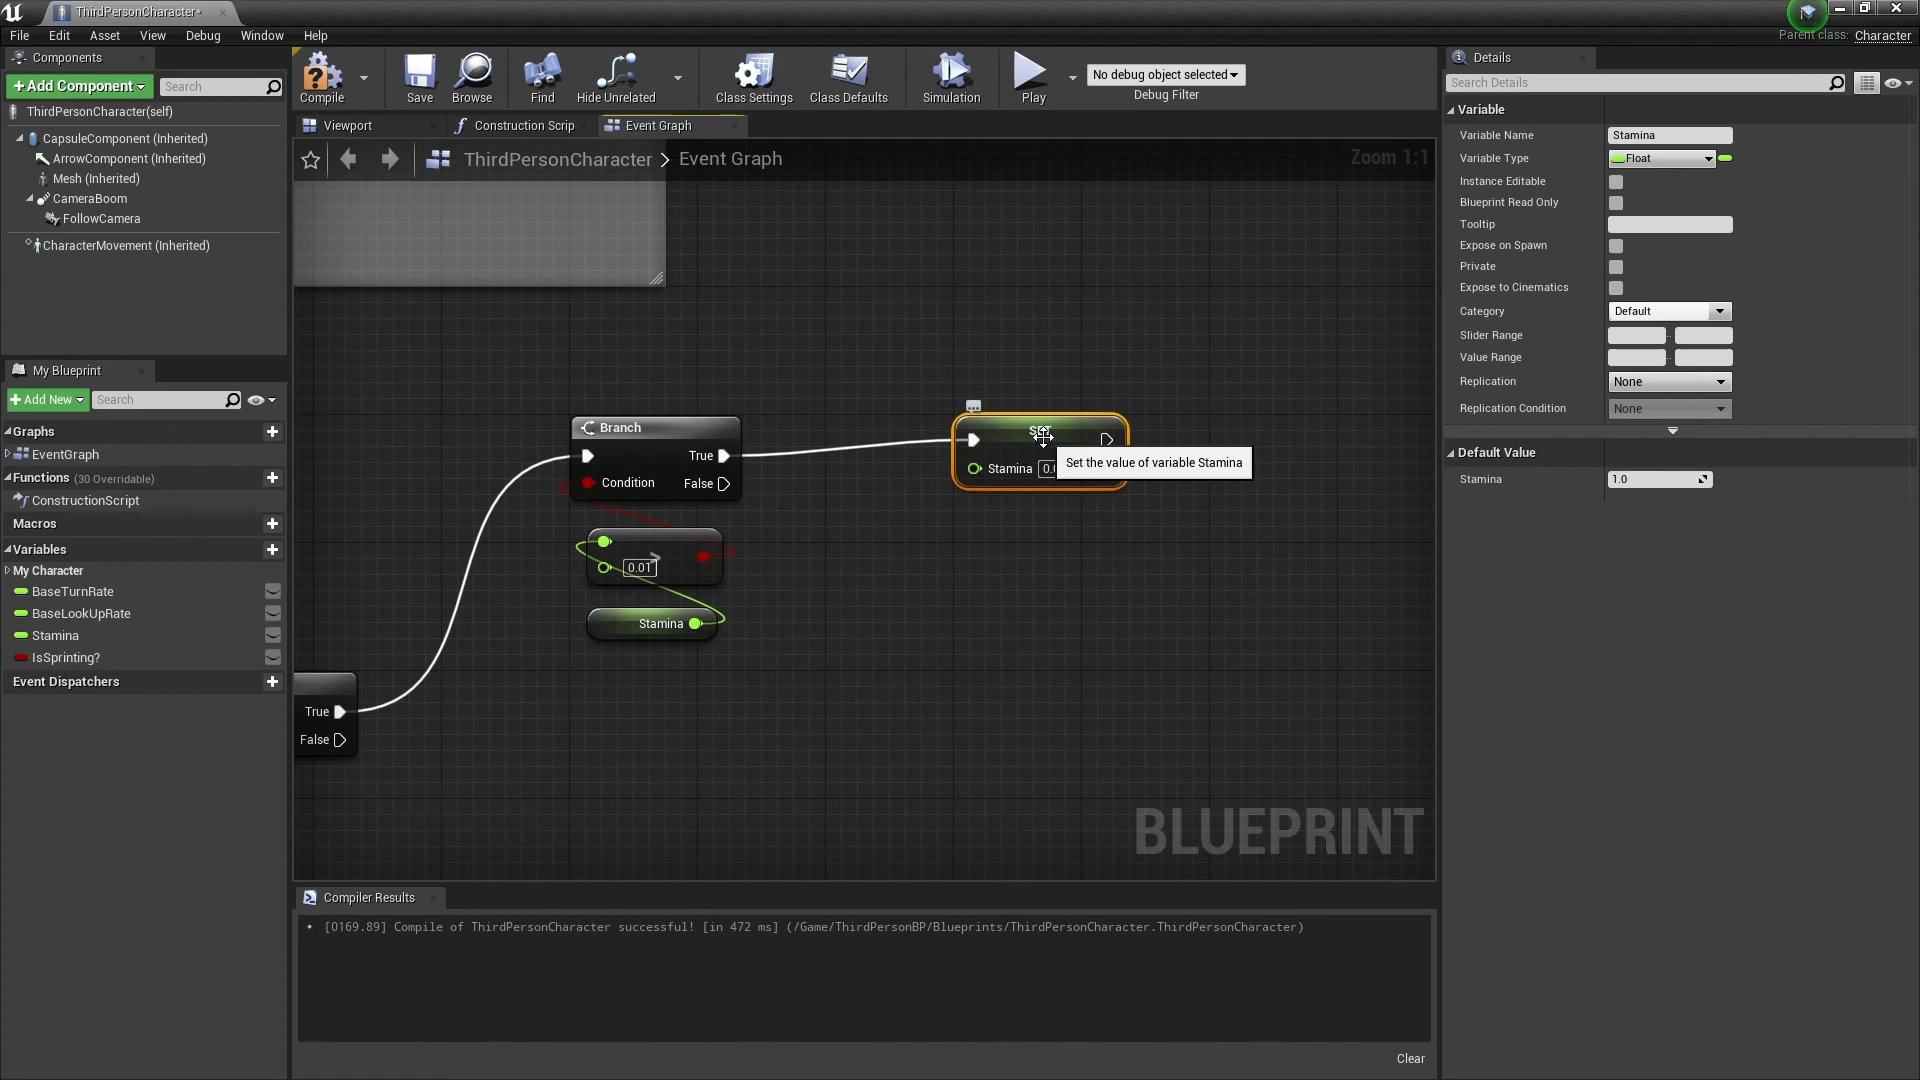 ThirdPersonCharacter*
File Edit Asset View Debug Window Help
Parent class: Character
Components
+Add Component
Search
ThirdPersonCharacter(self)
CapsuleComponent (Inherited)
ArrowComponent (Inherited)
Mesh (Inherited)
CameraBoom
FollowCamera
CharacterMovement (Inherited)
My Blueprint
+Add New
Search
Graphs
EventGraph
Functions (30 Overridable)
ConstructionScript
Macros
Variables
My Character
BaseTurnRate
BaseLookUpRate
Stamina
IsSprinting?
Event Dispatchers
Compile
Save
Browse
Find
Hide Unrelated
Class Settings
Class Defaults
Simulation
Play
No debug object selected
Debug Filter
Viewport
Construction Scrip
Event Graph
ThirdPersonCharacter > Event Graph
Zoom 1:1
Branch
True
Condition
False
>
0.01
Stamina
True
False
SET
Stamina 0.0
Set the value of variable Stamina
BLUEPRINT
Compiler Results
[0169.89] Compile of ThirdPersonCharacter successful! [in 472 ms] (/Game/ThirdPersonBP/Blueprints/ThirdPersonCharacter.ThirdPersonCharacter)
Clear
Details
Search Details
Variable
Variable Name Stamina
Variable Type Float
Instance Editable
Blueprint Read Only
Tooltip
Expose on Spawn
Private
Expose to Cinematics
Category Default
Slider Range
Value Range
Replication None
Replication Condition None
Default Value
Stamina 1.0